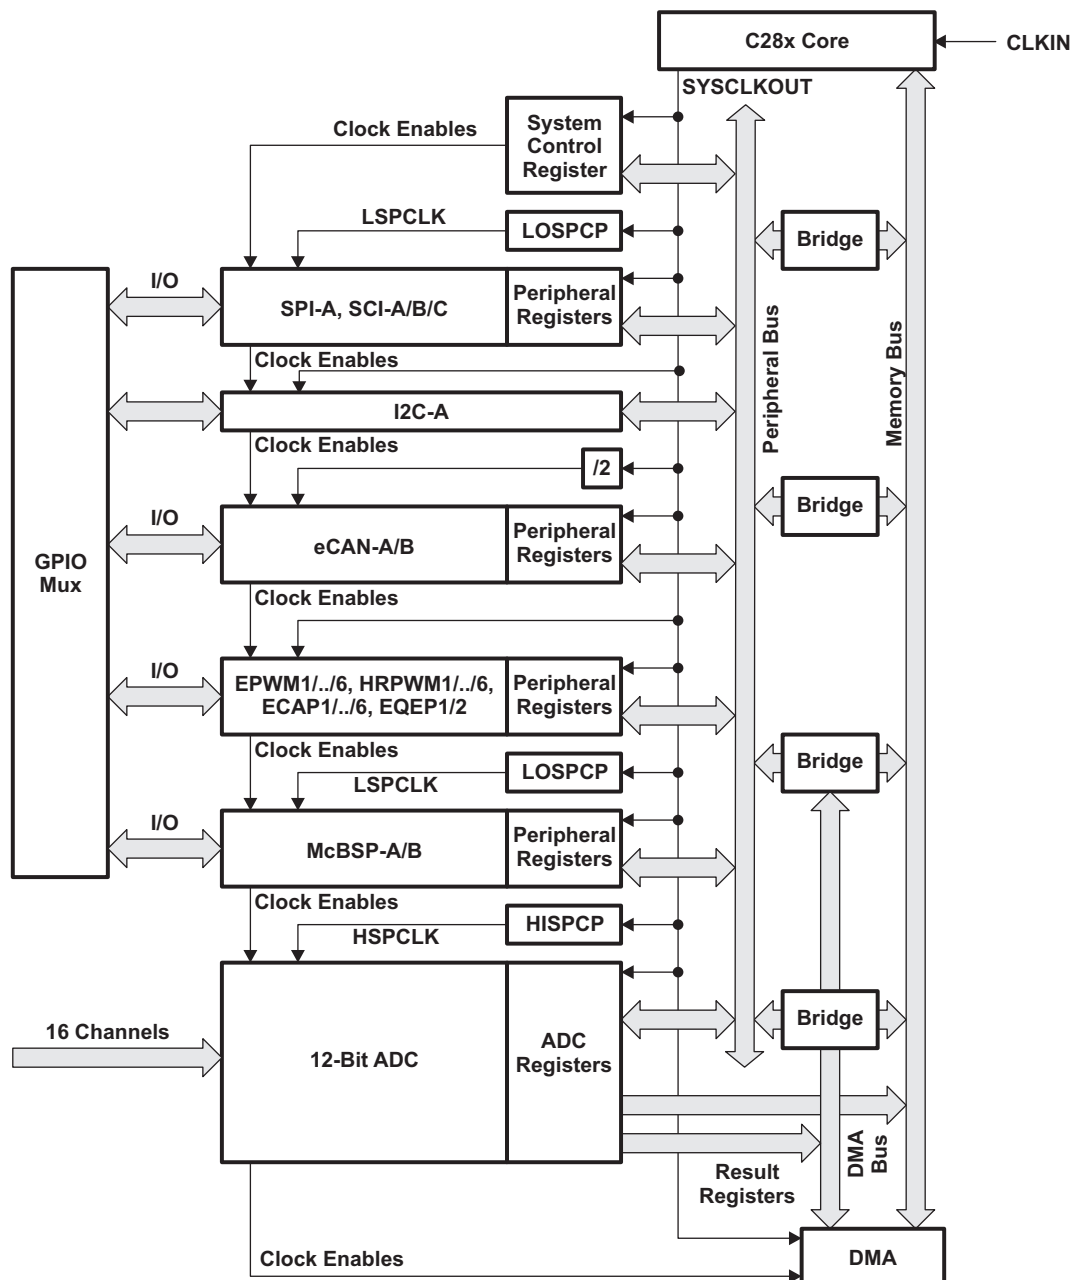 C28x Core
CLKIN
SYSCLKOUT
Clock Enables
System
Control
Register
LSPCLK
LOSPCP
Bridge
I/O
SPI-A, SCI-A/B/C
Peripheral
Registers
Clock Enables
Peripheral Bus
Memory Bus
I2C-A
Clock Enables
/2
Bridge
I/O
eCAN-A/B
Peripheral
Registers
GPIO
Mux
Clock Enables
I/O
EPWM1/../6, HRPWM1/../6,
ECAP1/../6, EQEP1/2
Peripheral
Registers
Clock Enables
LSPCLK
LOSPCP
Bridge
I/O
McBSP-A/B
Peripheral
Registers
Clock Enables
HSPCLK
HISPCP
16 Channels
12-Bit ADC
ADC
Registers
Bridge
DMA
Bus
Result
Registers
Clock Enables
DMA